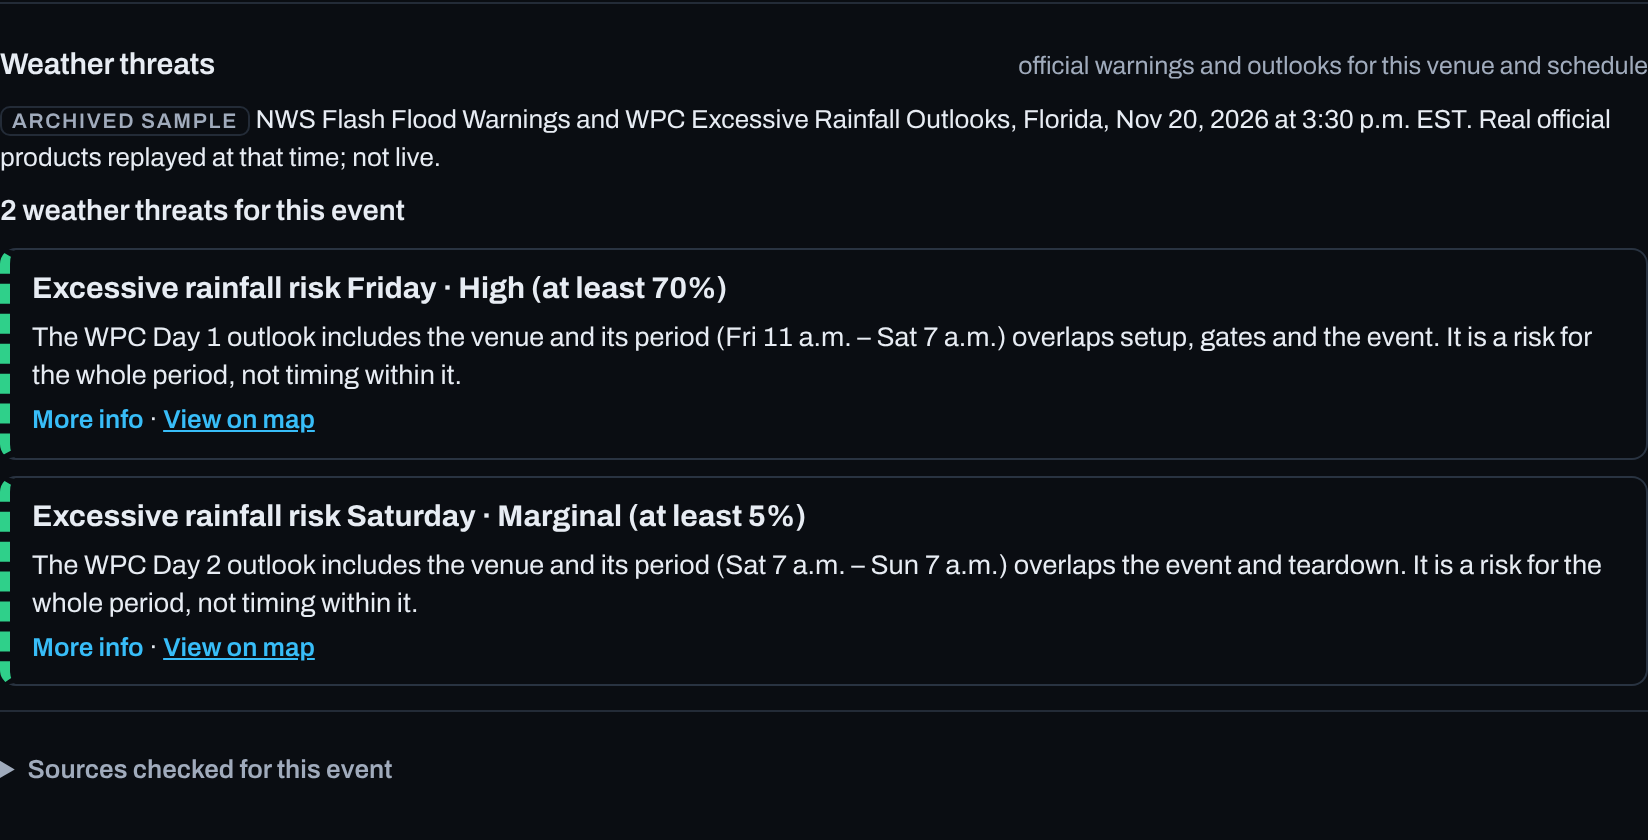 Weather threats
official warnings and outlooks for this venue and schedule
ARCHIVED SAMPLE NWS Flash Flood Warnings and WPC Excessive Rainfall Outlooks, Florida, Nov 20, 2026 at 3:30 p.m. EST. Real official
products replayed at that time; not live.
2 weather threats for this event
Excessive rainfall risk Friday · High (at least 70%)
The WPC Day 1 outlook includes the venue and its period (Fri 11 a.m. – Sat 7 a.m.) overlaps setup, gates and the event. It is a risk for
the whole period, not timing within it.
More info · View on map
Excessive rainfall risk Saturday · Marginal (at least 5%)
The WPC Day 2 outlook includes the venue and its period (Sat 7 a.m. – Sun 7 a.m.) overlaps the event and teardown. It is a risk for the
whole period, not timing within it.
More info · View on map
Sources checked for this event